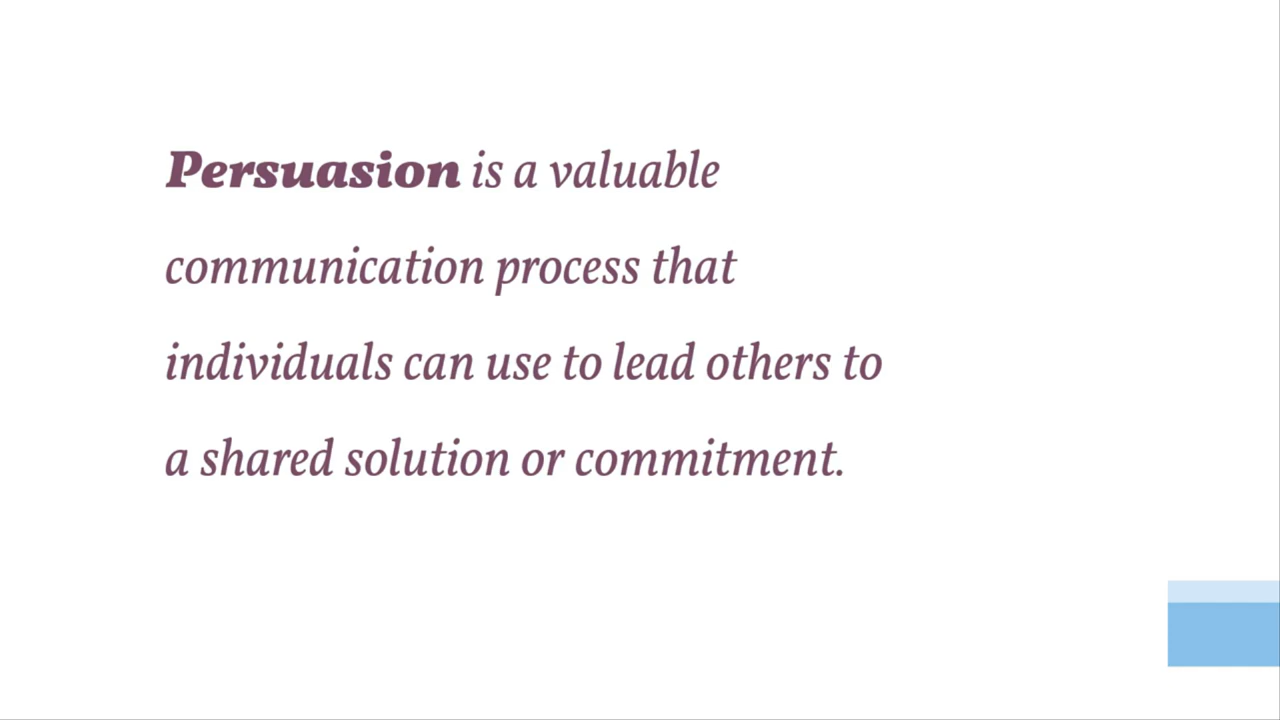 Persuasion is a valuable
communication process that
individuals can use to lead others to
a shared solution or commitment.